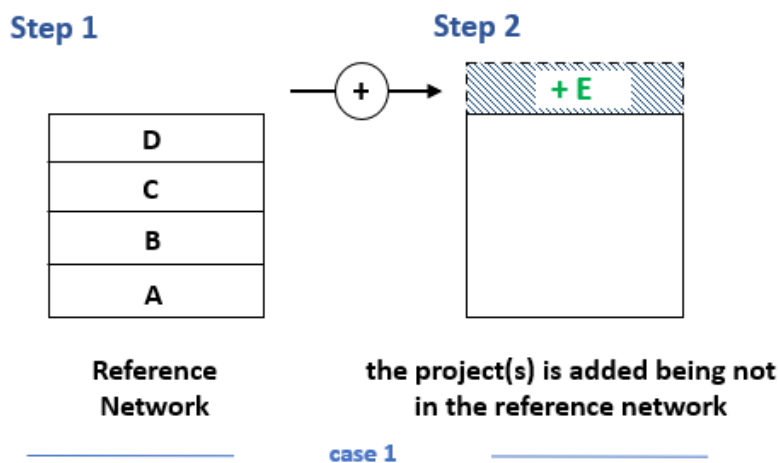 Step 1
Step 2
+
+ E
D
C
B
A
Reference
Network
the project(s) is added being not
in the reference network
case 1